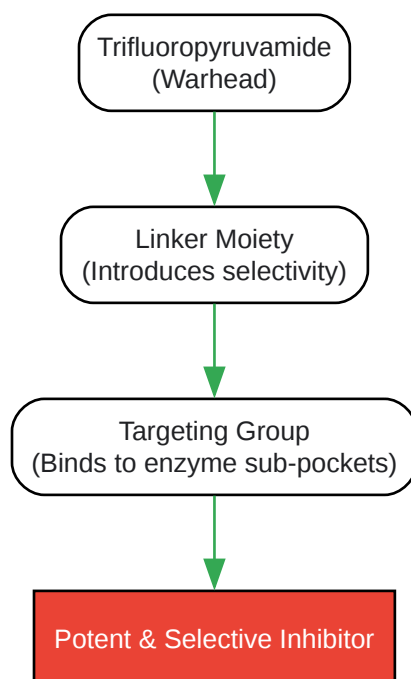 Trifluoropyruvamide
(Warhead)
Linker Moiety
(Introduces selectivity)
Targeting Group
(Binds to enzyme sub-pockets)
Potent & Selective Inhibitor